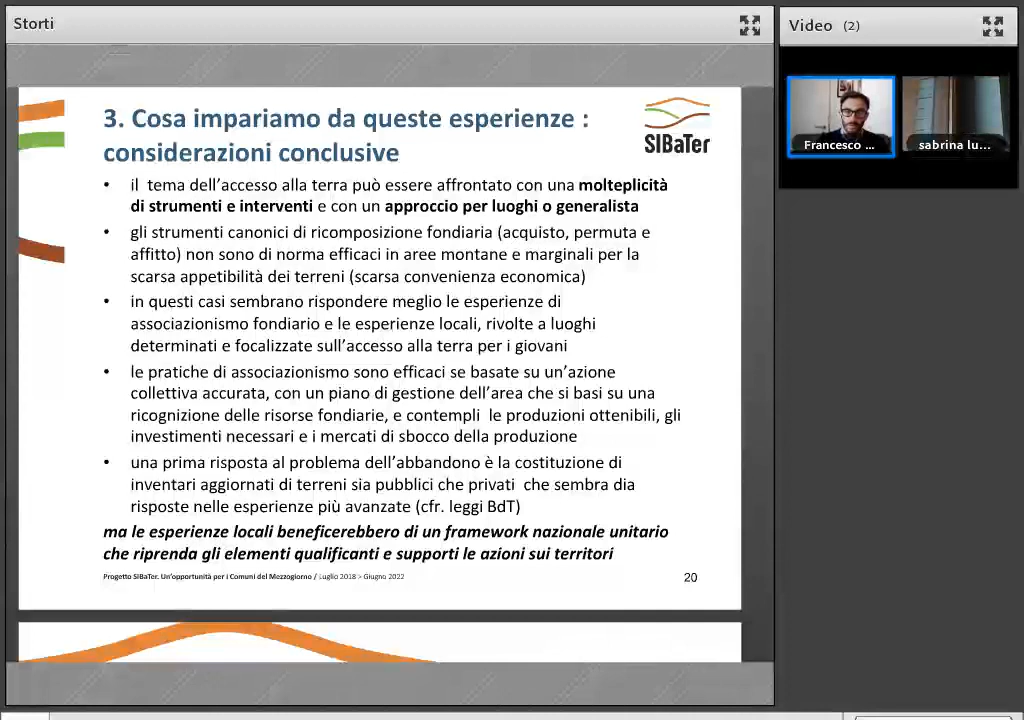 Storti
Video (2)
Francesco ...
sabrina lu...
3. Cosa impariamo da queste esperienze :
considerazioni conclusive
SIBaTer
• il tema dell'accesso alla terra può essere affrontato con una molteplicità
di strumenti e interventi e con un approccio per luoghi o generalista
• gli strumenti canonici di ricomposizione fondiaria (acquisto, permuta e
affitto) non sono di norma efficaci in aree montane e marginali per la
scarsa appetibilità dei terreni (scarsa convenienza economica)
• in questi casi sembrano rispondere meglio le esperienze di
associazionismo fondiario e le esperienze locali, rivolte a luoghi
determinati e focalizzate sull'accesso alla terra per i giovani
• le pratiche di associazionismo sono efficaci se basate su un'azione
collettiva accurata, con un piano di gestione dell'area che si basi su una
ricognizione delle risorse fondiarie, e contempli le produzioni ottenibili, gli
investimenti necessari e i mercati di sbocco della produzione
• una prima risposta al problema dell'abbandono è la costituzione di
inventari aggiornati di terreni sia pubblici che privati che sembra dia
risposte nelle esperienze più avanzate (cfr. leggi BdT)
ma le esperienze locali beneficerebbero di un framework nazionale unitario
che riprenda gli elementi qualificanti e supporti le azioni sui territori
Progetto SIBaTer. Un'opportunità per i Comuni del Mezzogiorno / Luglio 2018 > Giugno 2022
20